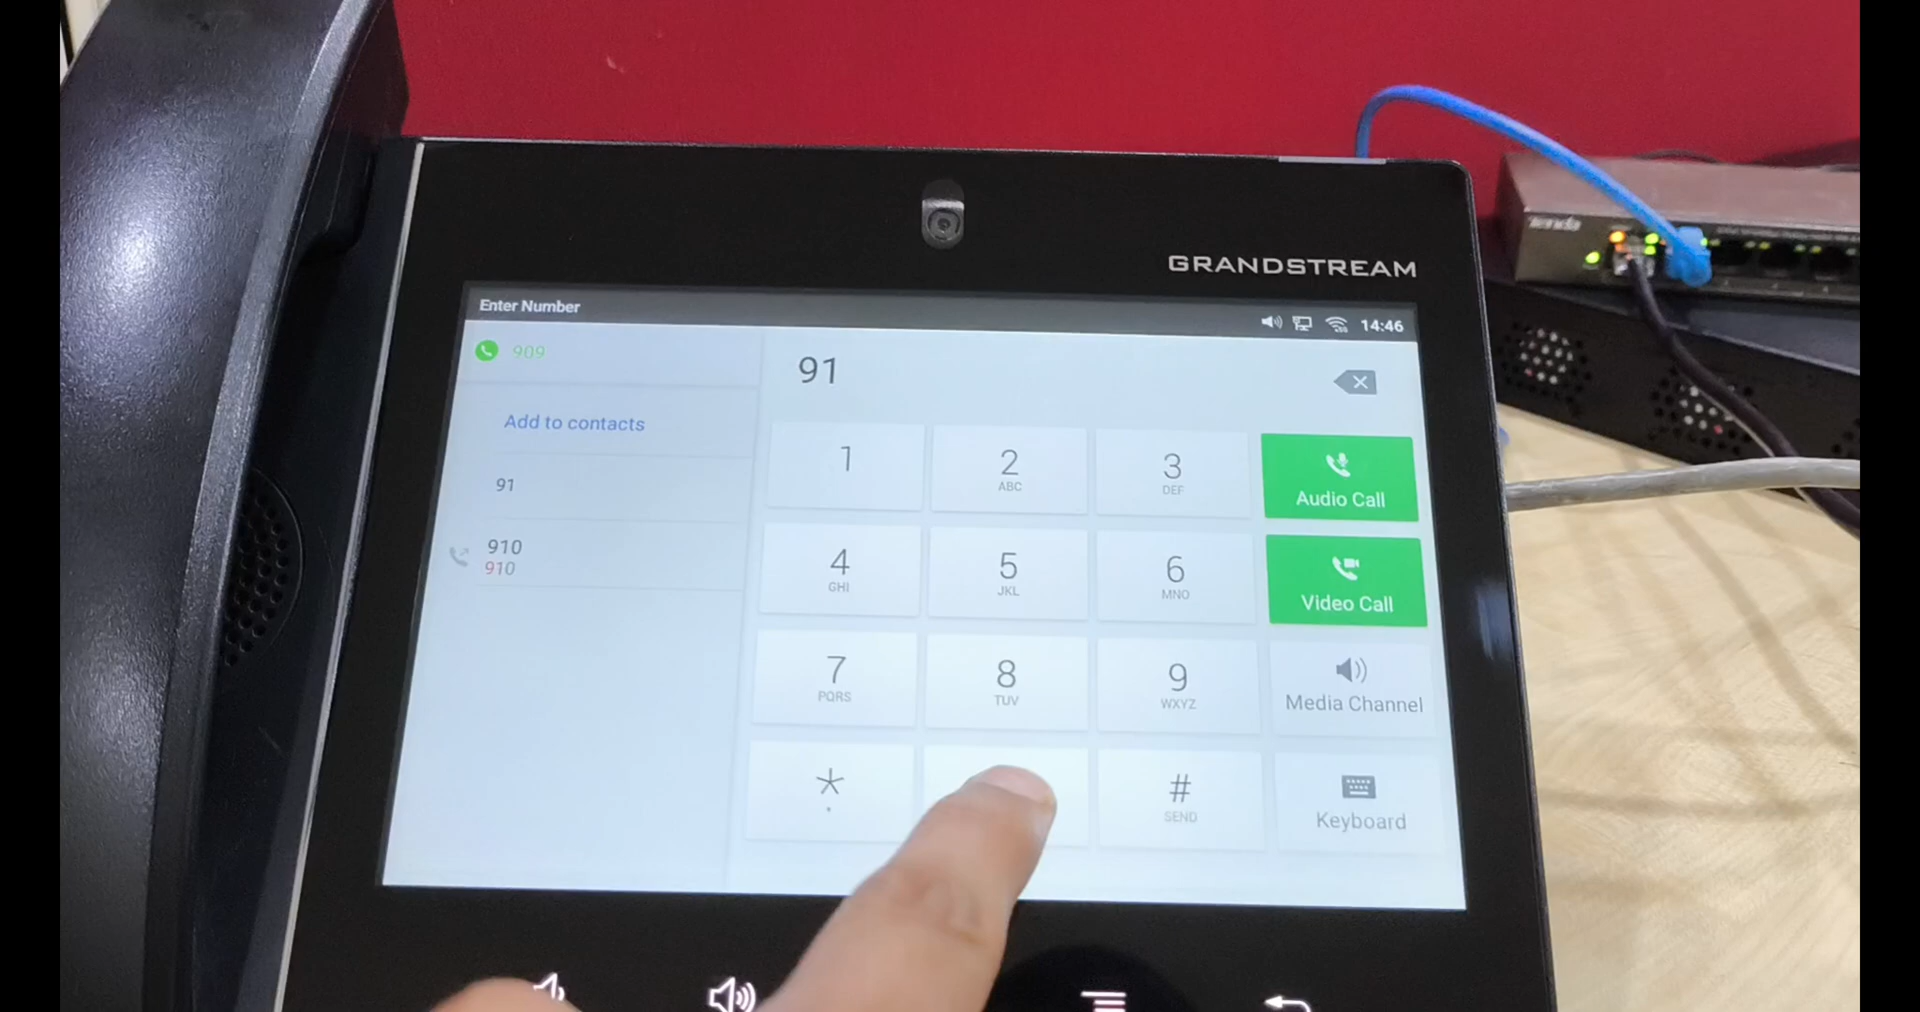 GRANDSTREAM
Enter Number
14:46
909
91
Add to contacts
91
910
910
1
2
ABC
3
DEF
Audio Call
4
GHI
5
JKL
6
MNO
Video Call
7
PQRS
8
TUV
9
WXYZ
Media Channel
*
#
SEND
Keyboard
Tenda